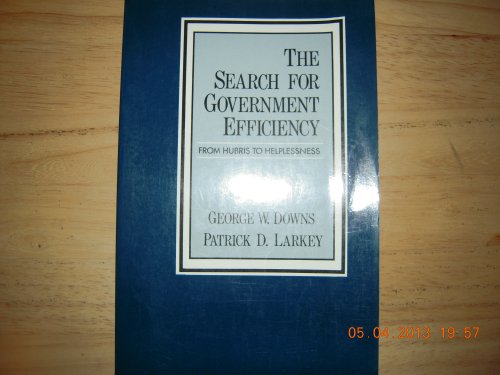 THE
SEARCH FOR
GOVERNMENT
EFFICIENCY
FROM HUBRIS TO HELPLESSNESS
GEORGE W. DOWNS
PATRICK D. LARKEY
05.04.2013 19:57